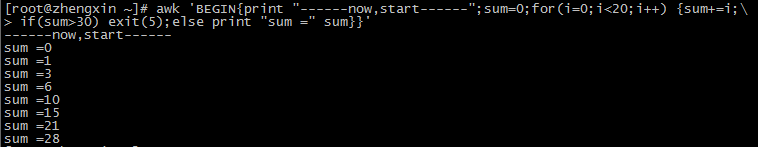 [root@zhengxin ~]# awk 'BEGIN{print "------now,start------";sum=0;for(i=0;i<20;i++) {sum+=i;\
> if(sum>30) exit(5);else print "sum =" sum}}'
------now,start------
sum =0
sum =1
sum =3
sum =6
sum =10
sum =15
sum =21
sum =28